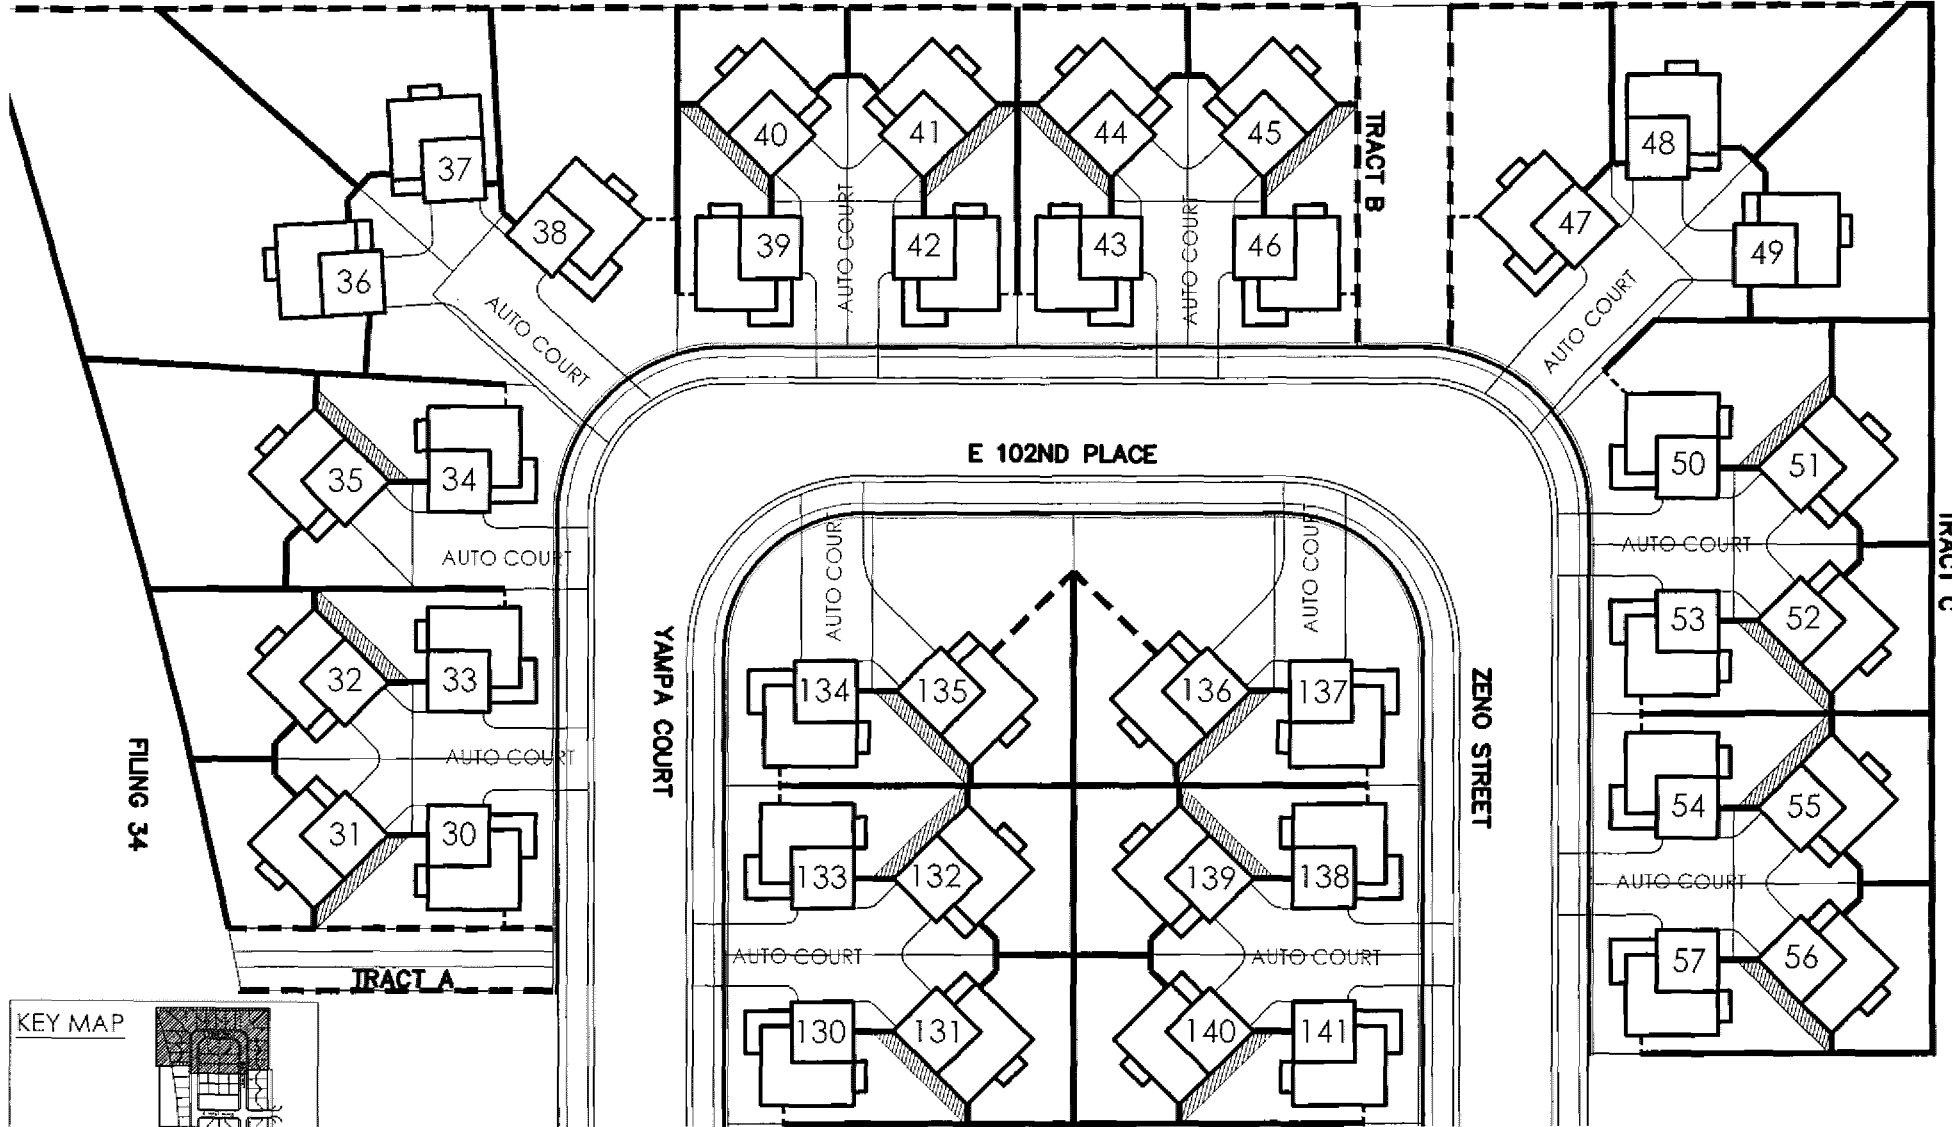 37
38
36
40
41
44
45
39
42
43
46
AUTO COURT
AUTO COURT
AUTO COURT
TRACT B
48
47
49
AUTO COURT
E 102ND PLACE
35
34
AUTO COURT
32
33
AUTO COURT
31
30
FILING 34
TRACT A
YAMPA COURT
AUTO COURT
AUTO COURT
134
135
136
137
133
132
139
138
AUTO COURT
AUTO COURT
130
131
140
141
ZENO STREET
50
51
AUTO COURT
53
52
54
55
AUTO COURT
57
56
TRACT C
KEY MAP